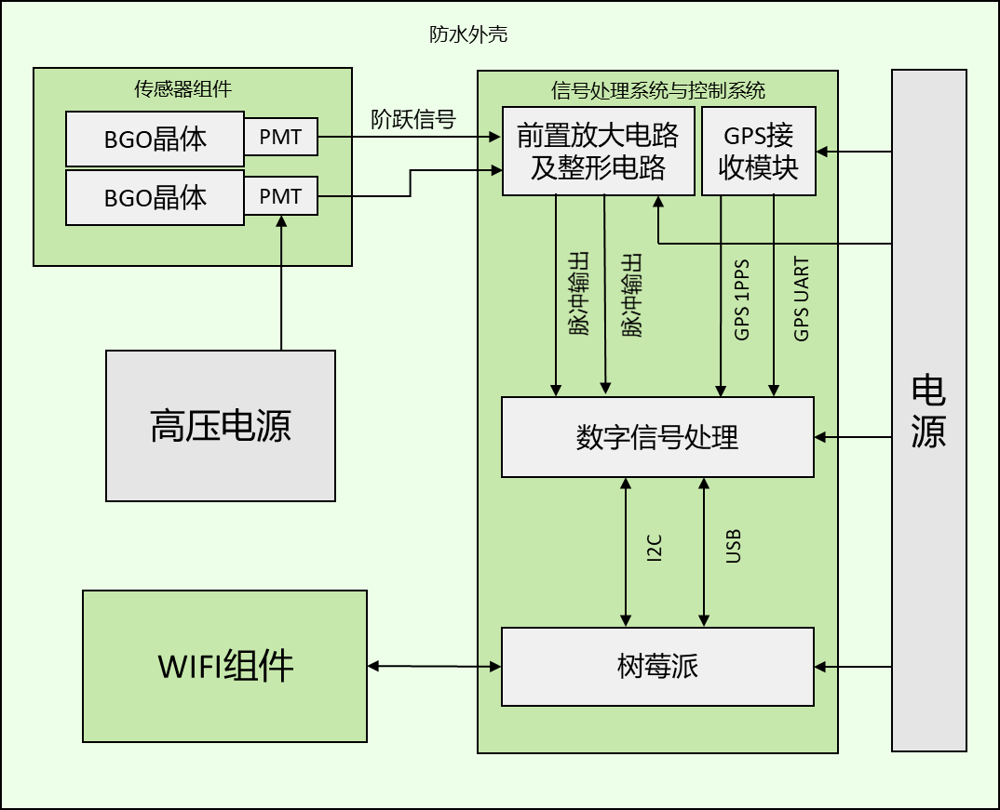 防水外壳
传感器组件
BGO晶体
PMT
BGO晶体
PMT
阶跃信号
信号处理系统与控制系统
前置放大电路
及整形电路
GPS接
收模块
脉冲输出
脉冲输出
GPS 1PPS
GPS UART
高压电源
数字信号处理
电
源
I2C
USB
WIFI组件
树莓派